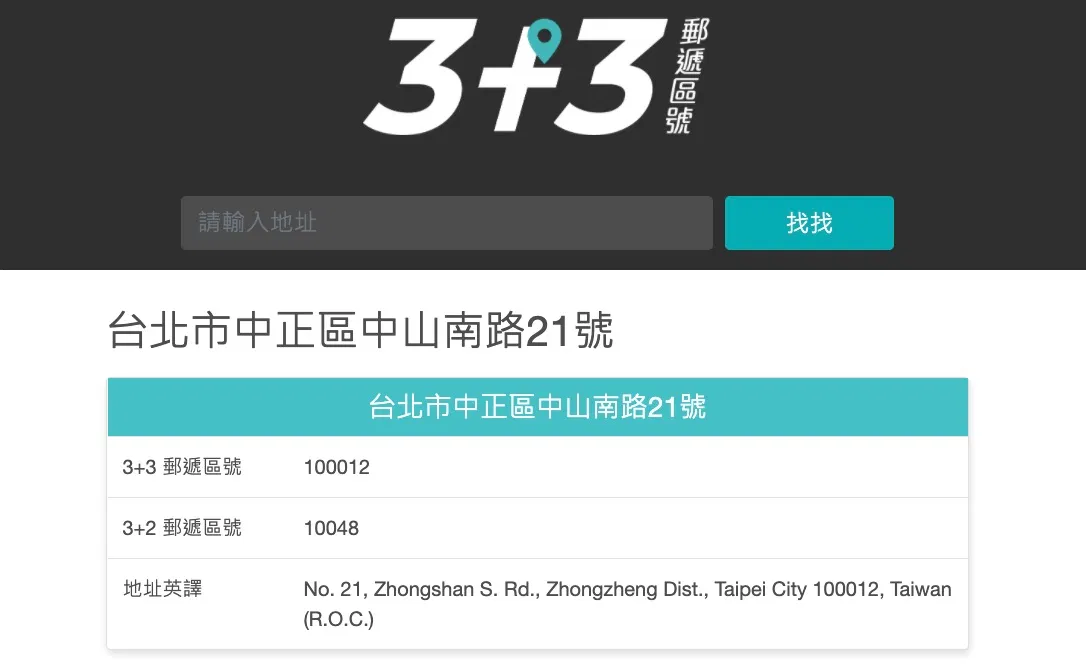 3+3 郵遞區號
請輸入地址
找找
台北市中正區中山南路21號
台北市中正區中山南路21號
3+3 郵遞區號 100012
3+2 郵遞區號 10048
地址英譯 No. 21, Zhongshan S. Rd., Zhongzheng Dist., Taipei City 100012, Taiwan
(R.O.C.)